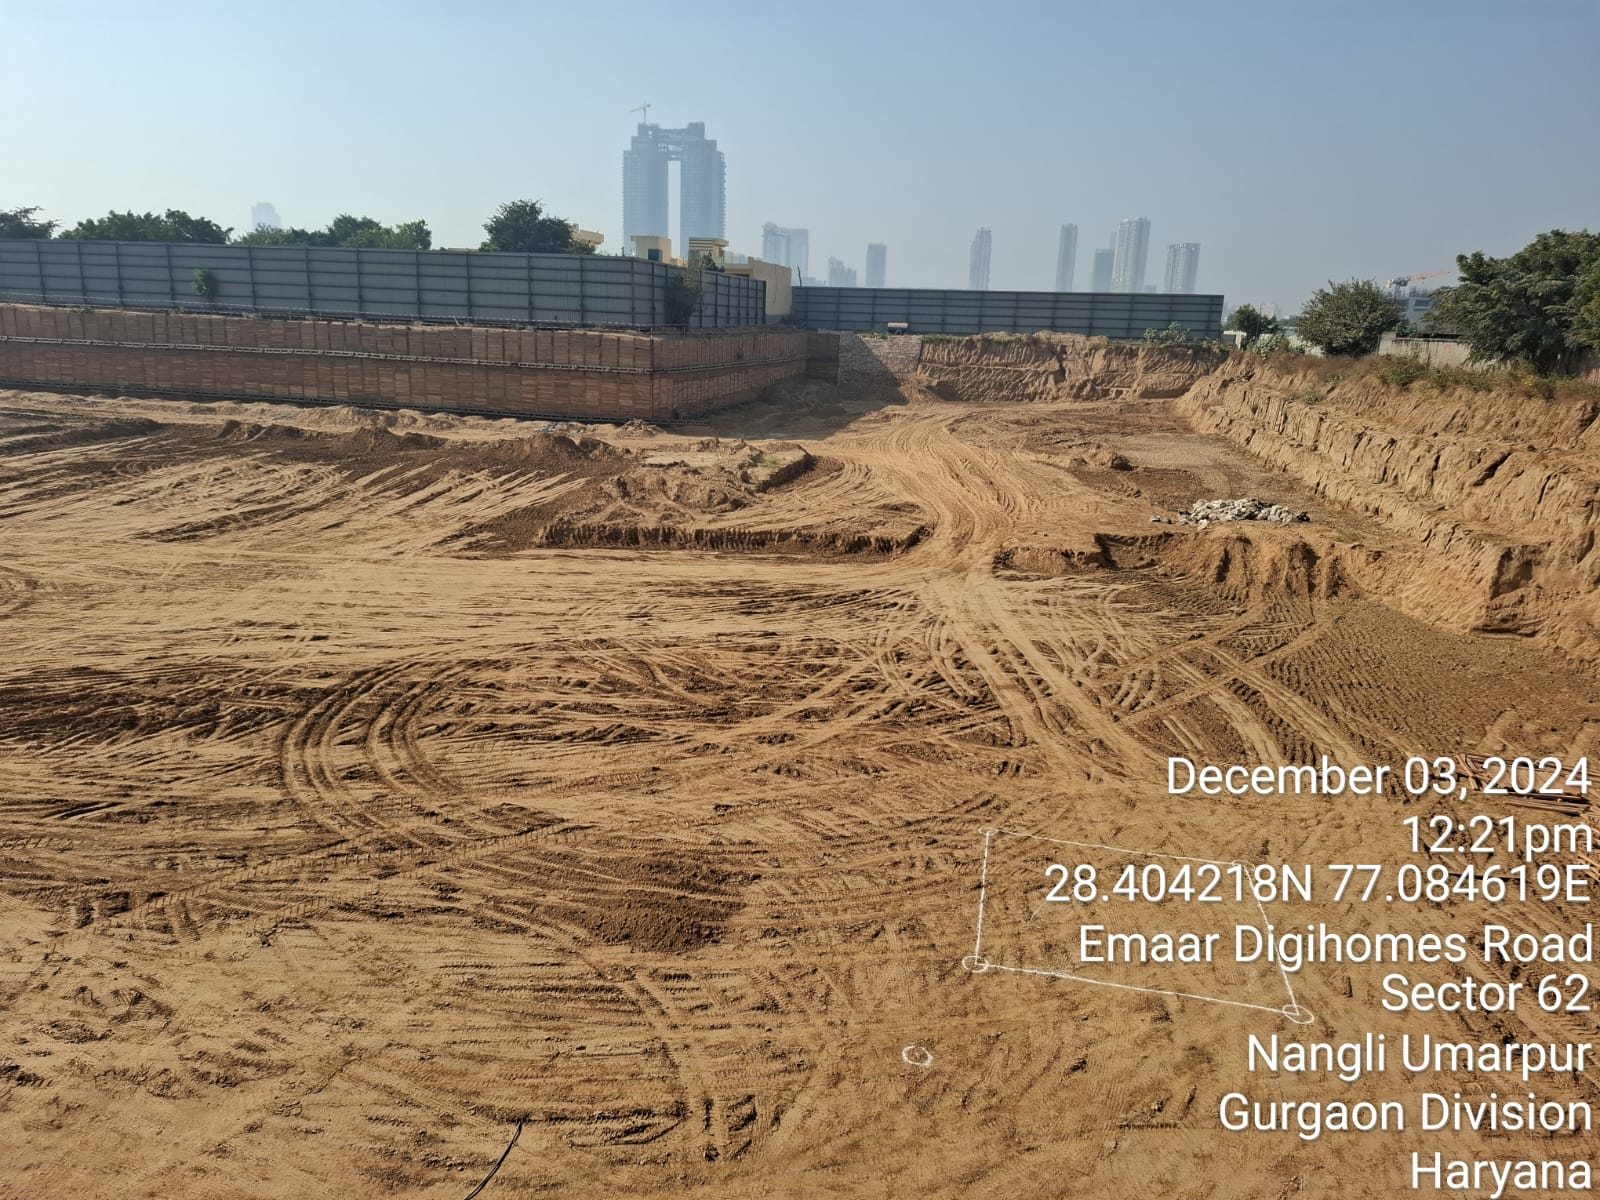 December 03, 2024
12:21pm
28.404218N 77.084619E
Emaar Digihomes Road
Sector 62
Nangli Umarpur
Gurgaon Division
Haryana